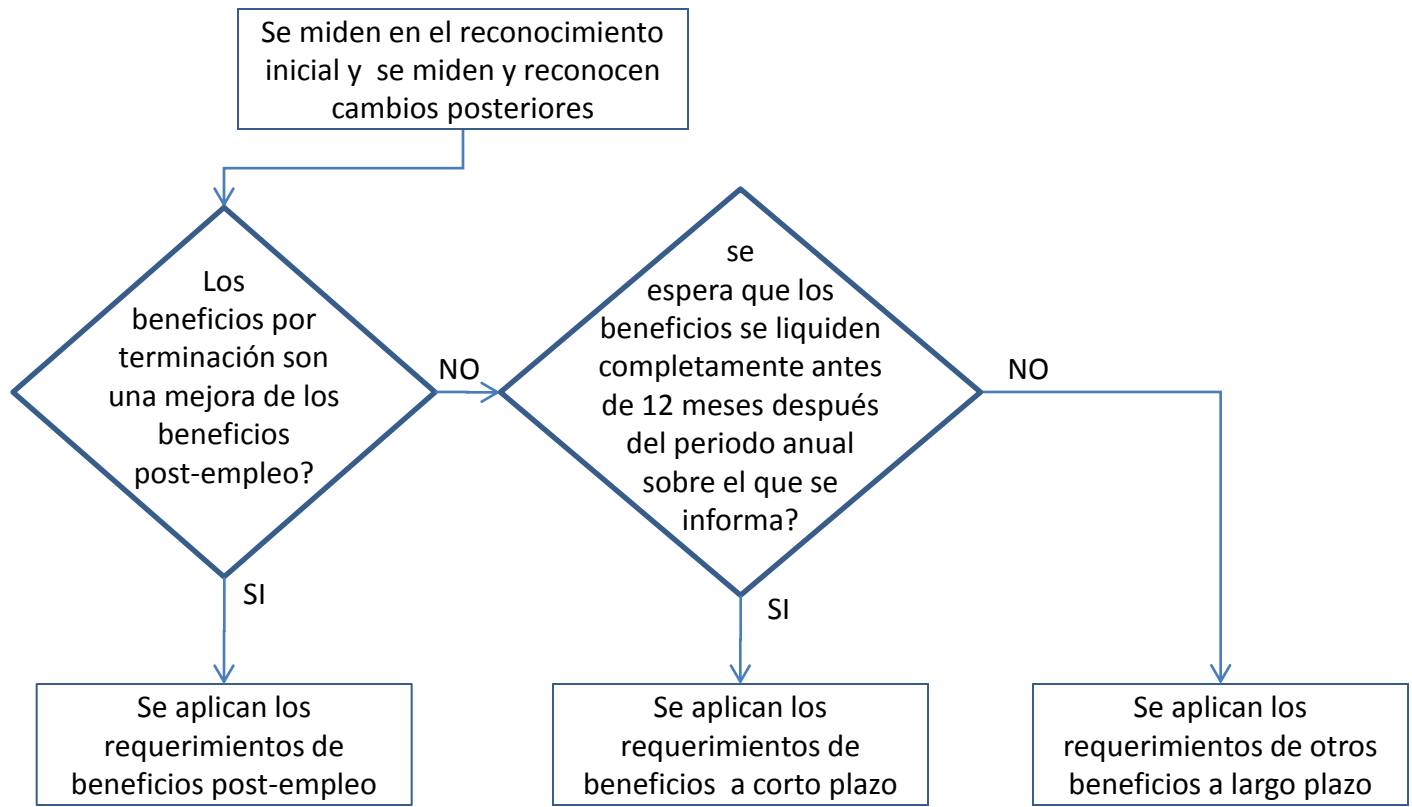 Se miden en el reconocimiento
inicial y  se miden y reconocen
cambios posteriores
Los
beneficios por
terminación son
una mejora de los
beneficios
post-empleo?
NO
se
espera que los
beneficios se liquiden
completamente antes
de 12 meses después
del periodo anual
sobre el que se
informa?
NO
SI
SI
Se aplican los
requerimientos de
beneficios post-empleo
Se aplican los
requerimientos de
beneficios  a corto plazo
Se aplican los
requerimientos de otros
beneficios a largo plazo